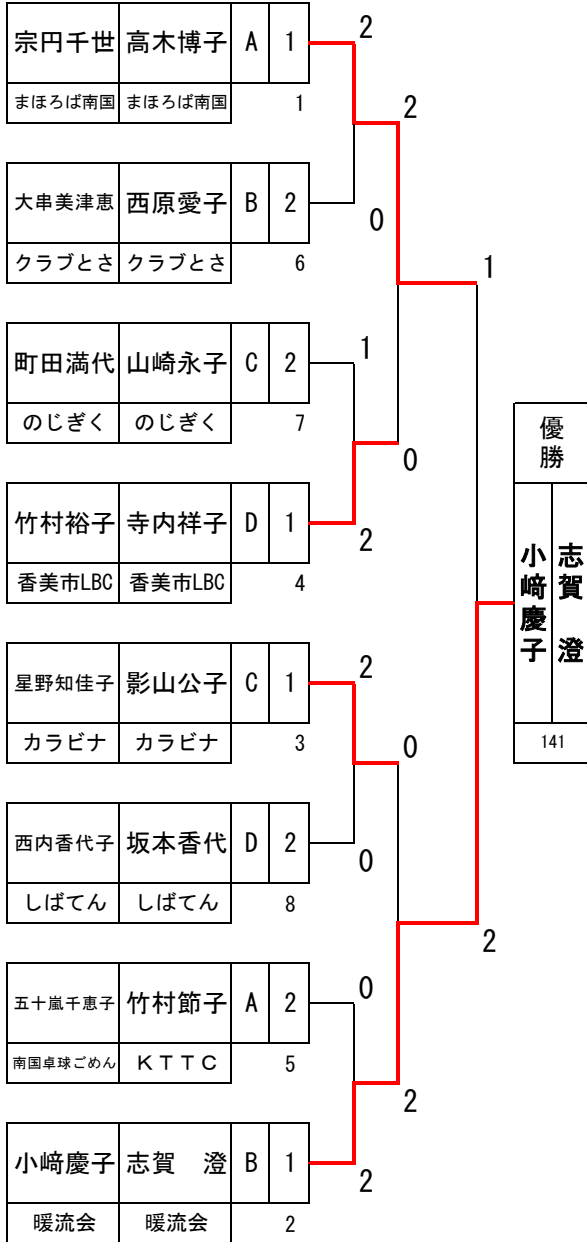 宗円千世 高木博子 A 1
まほろば南国 まほろば南国 1
2
2
大串美津恵 西原愛子 B 2
クラブとさ クラブとさ 6
0
1
町田満代 山崎永子 C 2
のじぎく のじぎく 7
1
0
竹村裕子 寺内祥子 D 1
香美市LBC 香美市LBC 4
2
星野知佳子 影山公子 C 1
カラビナ カラビナ 3
2
0
西内香代子 坂本香代 D 2
しばてん しばてん 8
0
2
五十嵐千恵子 竹村節子 A 2
南国卓球ごめん KTTC 5
0
2
小﨑慶子 志賀 澄 B 1
暖流会 暖流会 2
2
優勝
志賀 澄
小﨑慶子
141